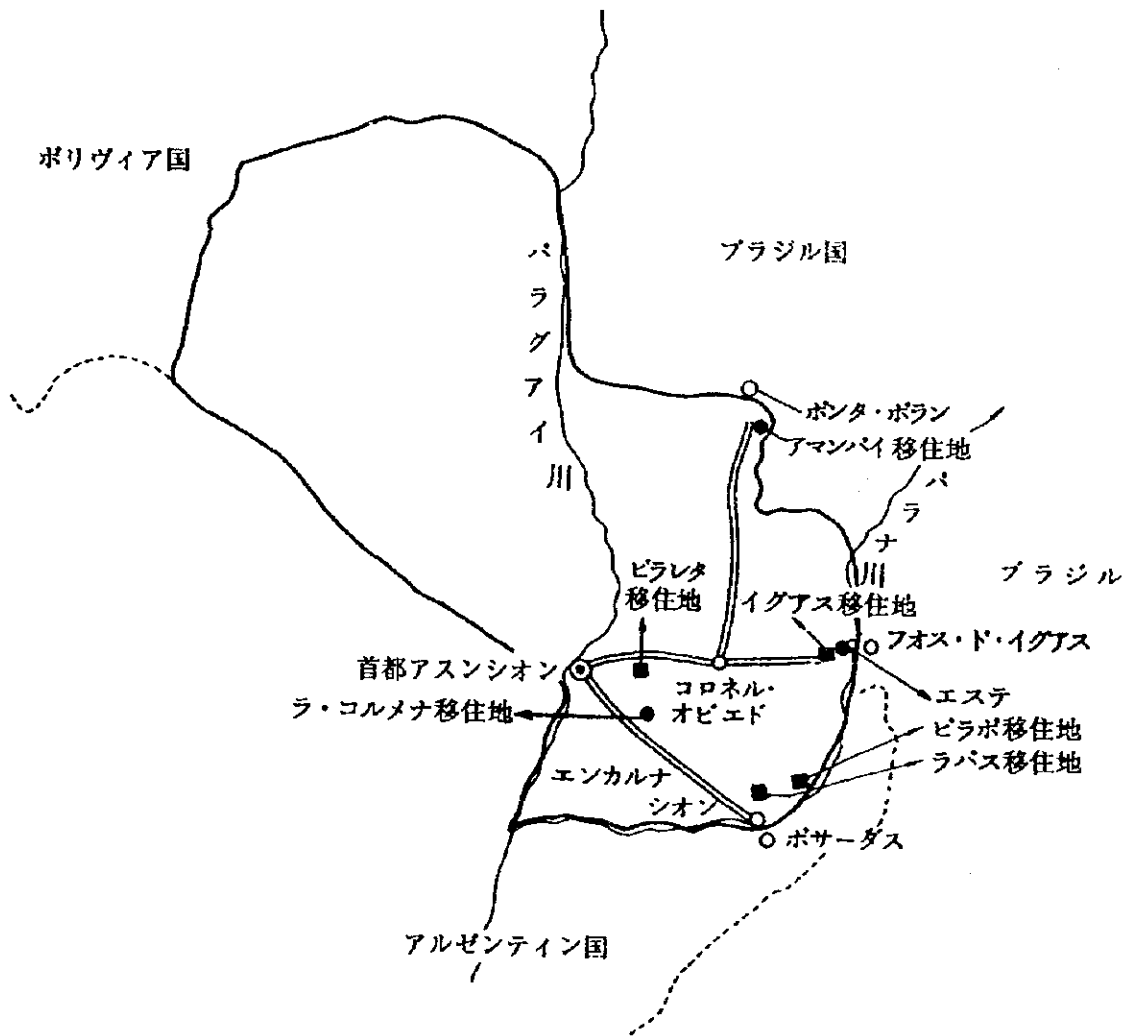 ボリヴィア国
ブラジル国
パラグアイ川
ポンタ・ポラン
アマンバイ移住地
パラナ川
ブラジル
ピラレタ
移住地
イグアス移住地
フオス・ド・イグアス
首都アスンシオン
コロネル・
オビエド
エステ
ラ・コルメナ移住地
ピラポ移住地
ラパス移住地
エンカルナ
シオン
ポサーダス
アルゼンティン国